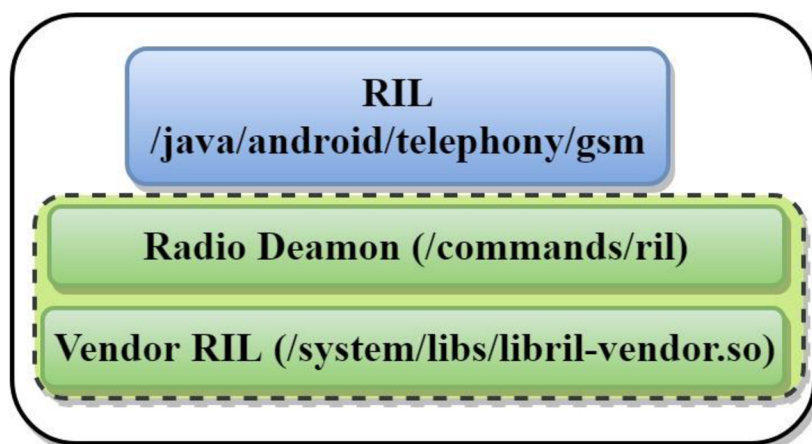 RIL
/java/android/telephony/gsm
Radio Deamon (/commands/ril)
Vendor RIL (/system/libs/libril-vendor.so)